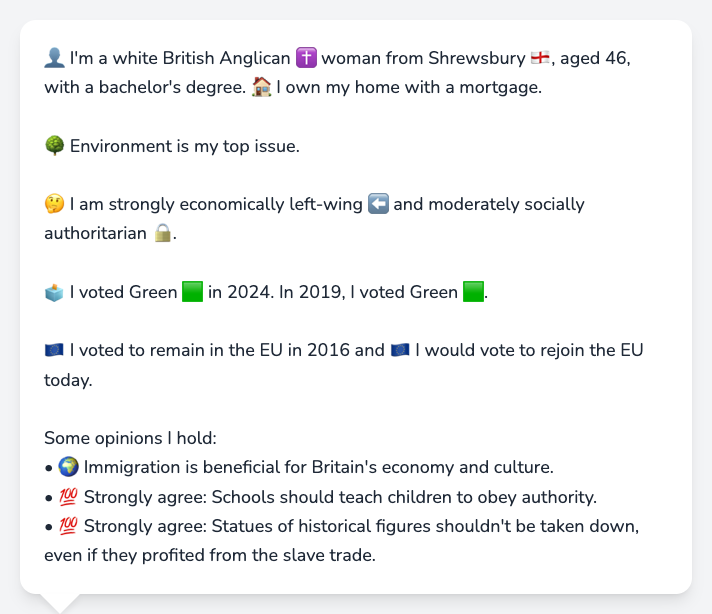 👤 I'm a white British Anglican ✝️ woman from Shrewsbury 🏴󠁧󠁢󠁥󠁮󠁧󠁿, aged 46,
with a bachelor's degree. 🏠 I own my home with a mortgage.
🌳 Environment is my top issue.
🤔 I am strongly economically left-wing ⬅️ and moderately socially
authoritarian 🔒.
🗳️ I voted Green 🟩 in 2024. In 2019, I voted Green 🟩.
🇪🇺 I voted to remain in the EU in 2016 and 🇪🇺 I would vote to rejoin the EU
today.
Some opinions I hold:
• 🌍 Immigration is beneficial for Britain's economy and culture.
• 💯 Strongly agree: Schools should teach children to obey authority.
• 💯 Strongly agree: Statues of historical figures shouldn't be taken down,
even if they profited from the slave trade.